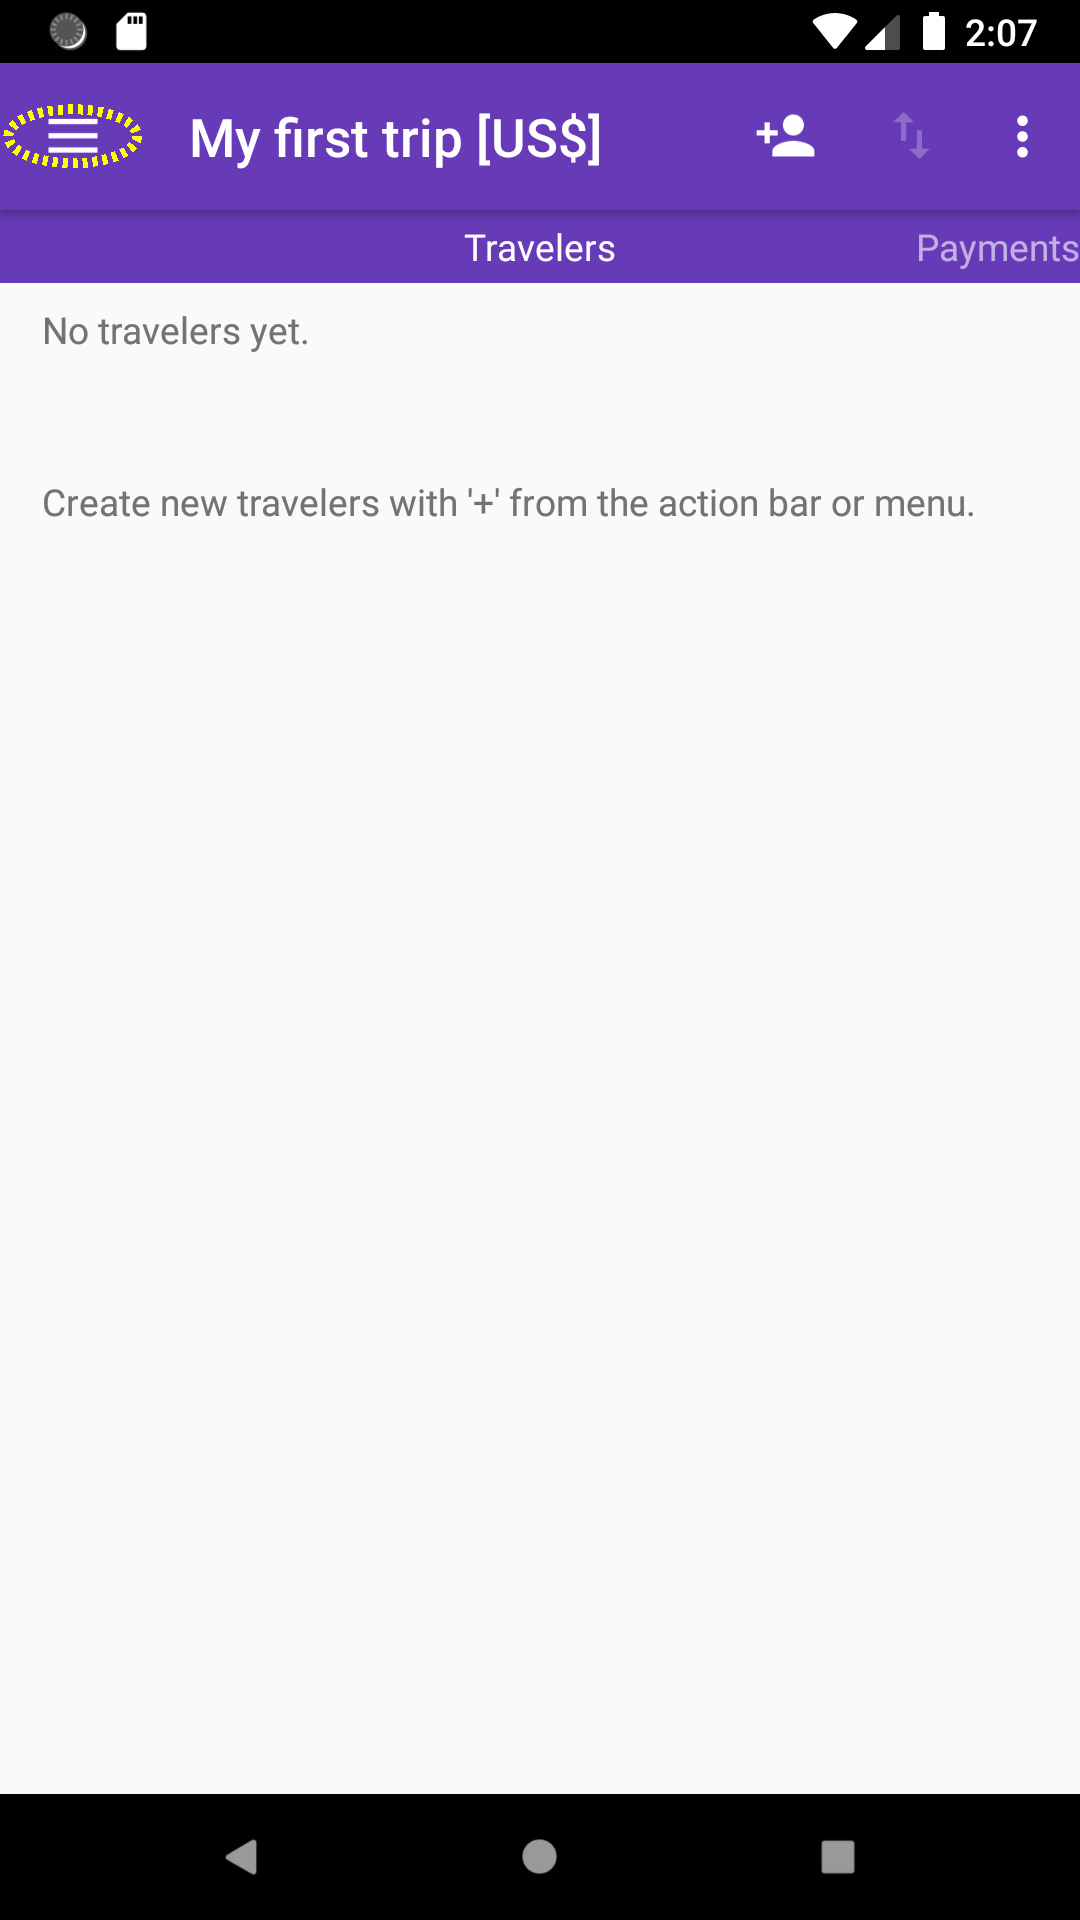 2:07
My first trip [US$]
Travelers
Payments
No travelers yet.
Create new travelers with '+' from the action bar or menu.